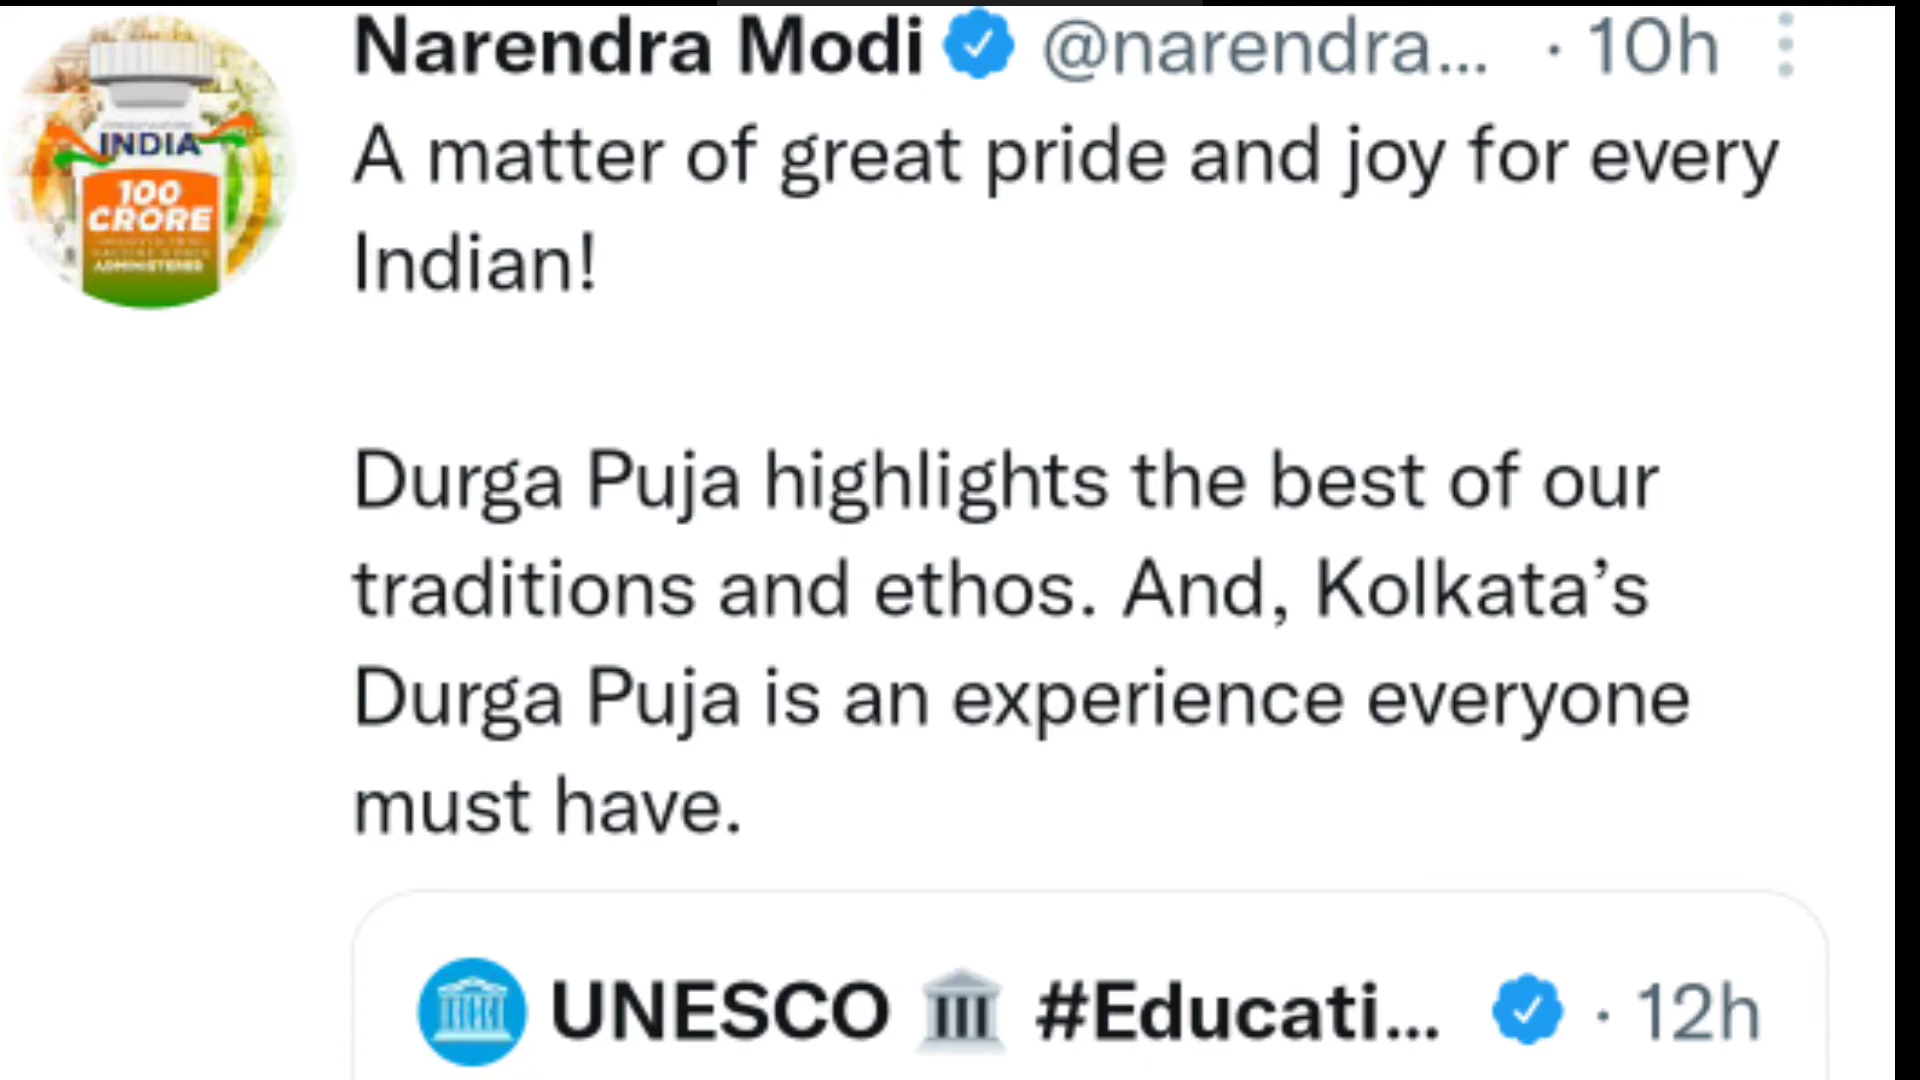 Narendra Modi @narendra... · 10h
A matter of great pride and joy for every
Indian!
Durga Puja highlights the best of our
traditions and ethos. And, Kolkata’s
Durga Puja is an experience everyone
must have.
UNESCO 🏛️ #Educati... · 12h
INDIA
100
CRORE
ADMINISTERED